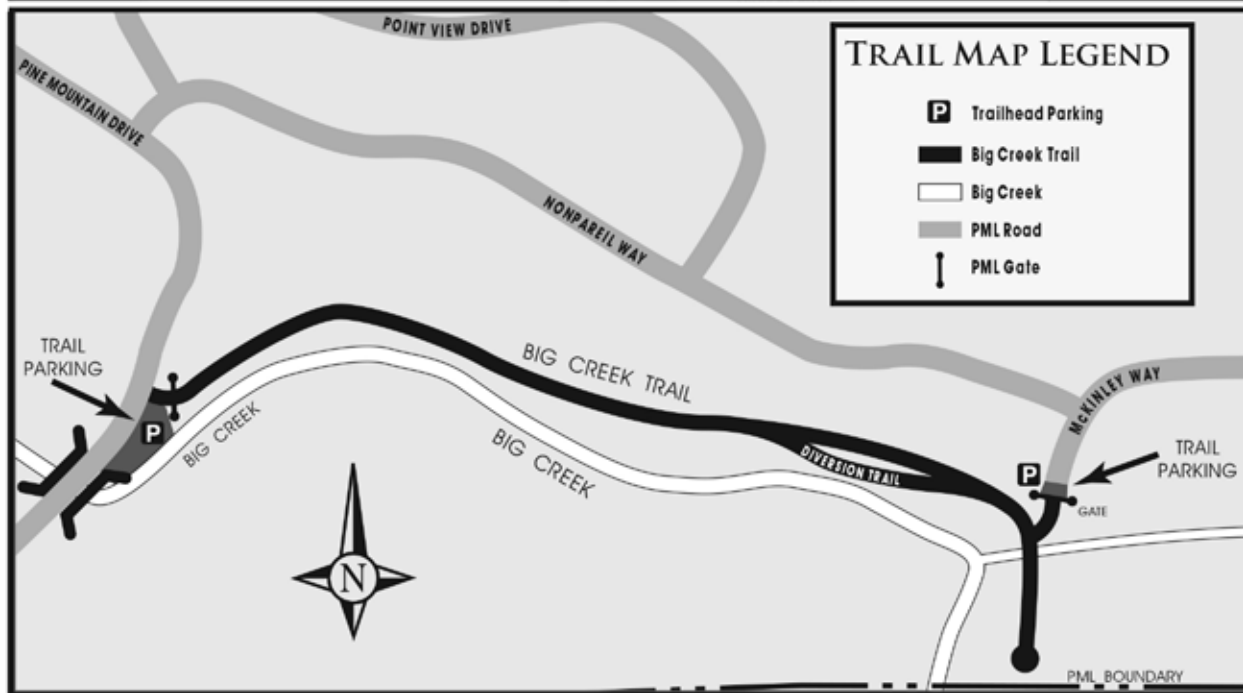 POINT VIEW DRIVE
TRAIL MAP LEGEND
P Trailhead Parking
Big Creek Trail
Big Creek
PML Road
PML Gate
PINE MOUNTAIN DRIVE
NONPAREIL WAY
TRAIL
PARKING
P
BIG CREEK TRAIL
BIG CREEK
BIG CREEK
DIVERSION TRAIL
McKINLEY WAY
P
TRAIL
PARKING
GATE
N
PML BOUNDARY